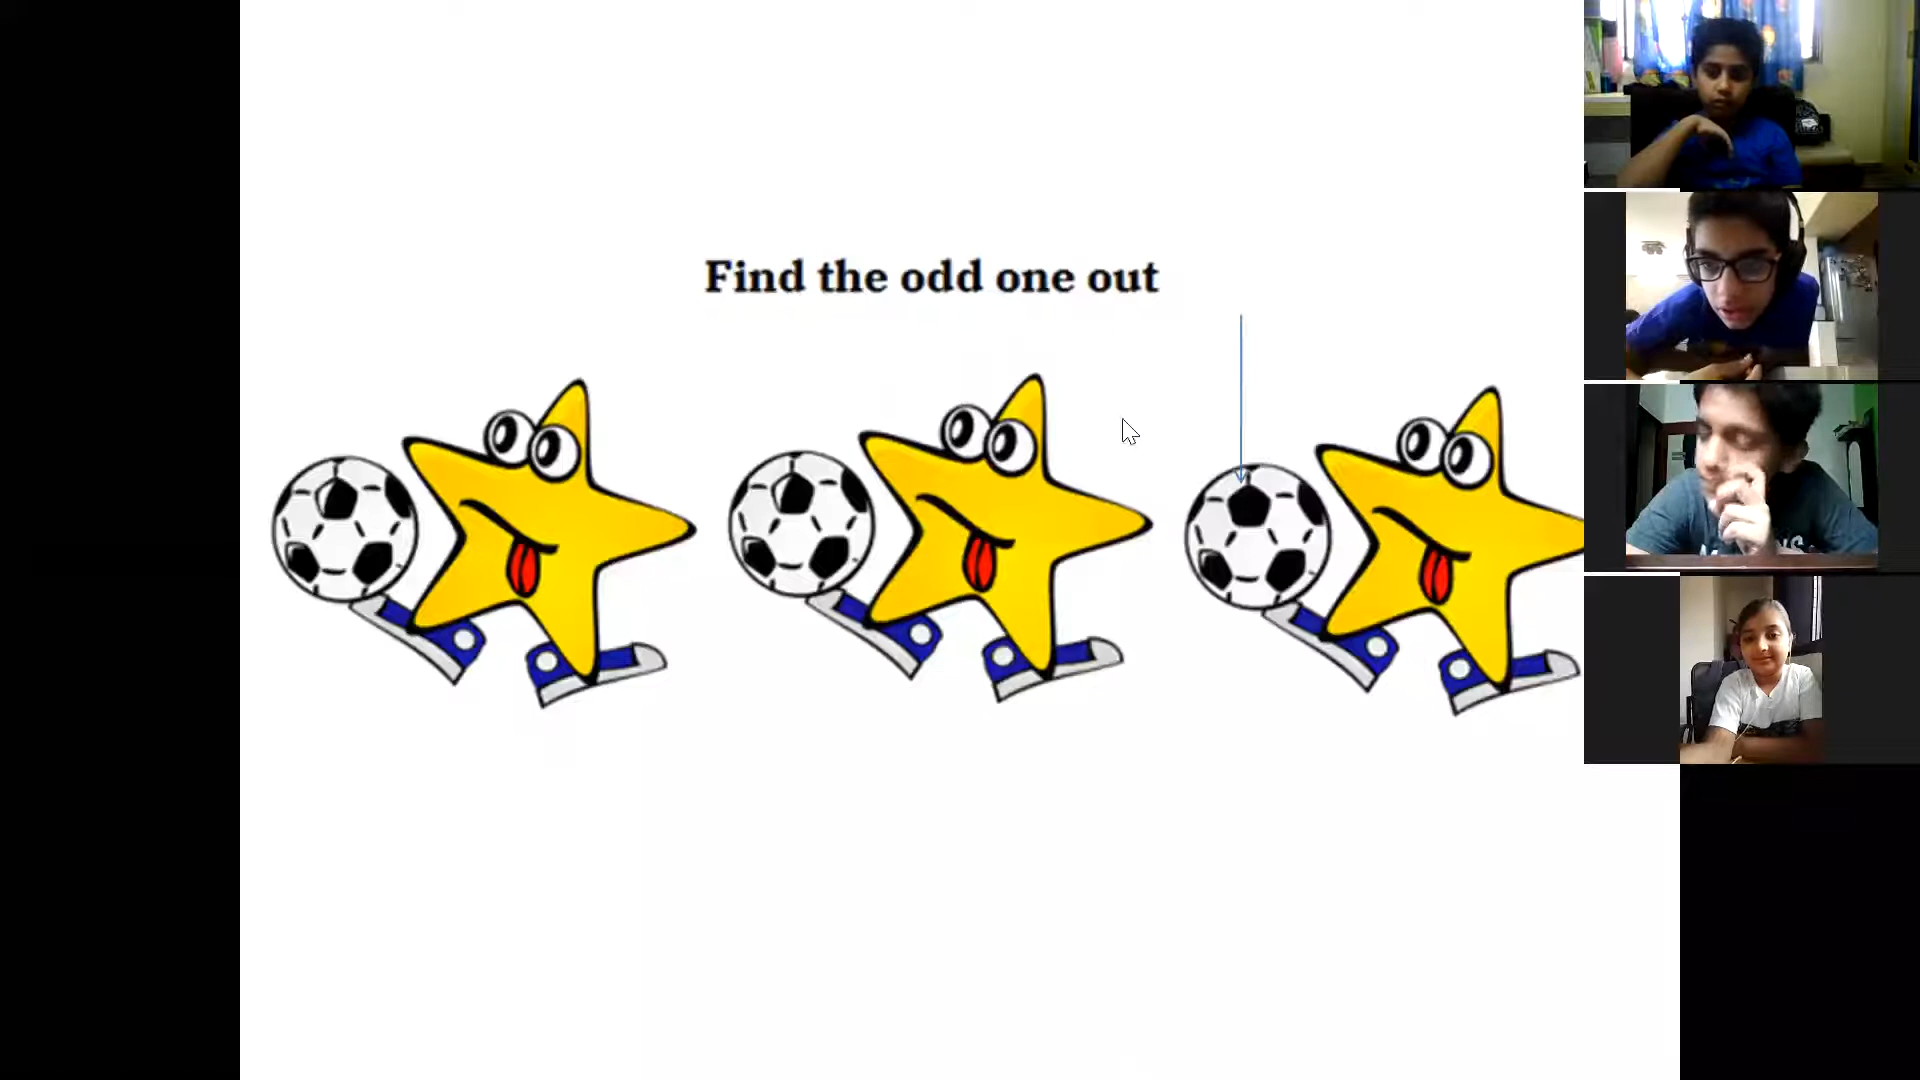 Find the odd one out